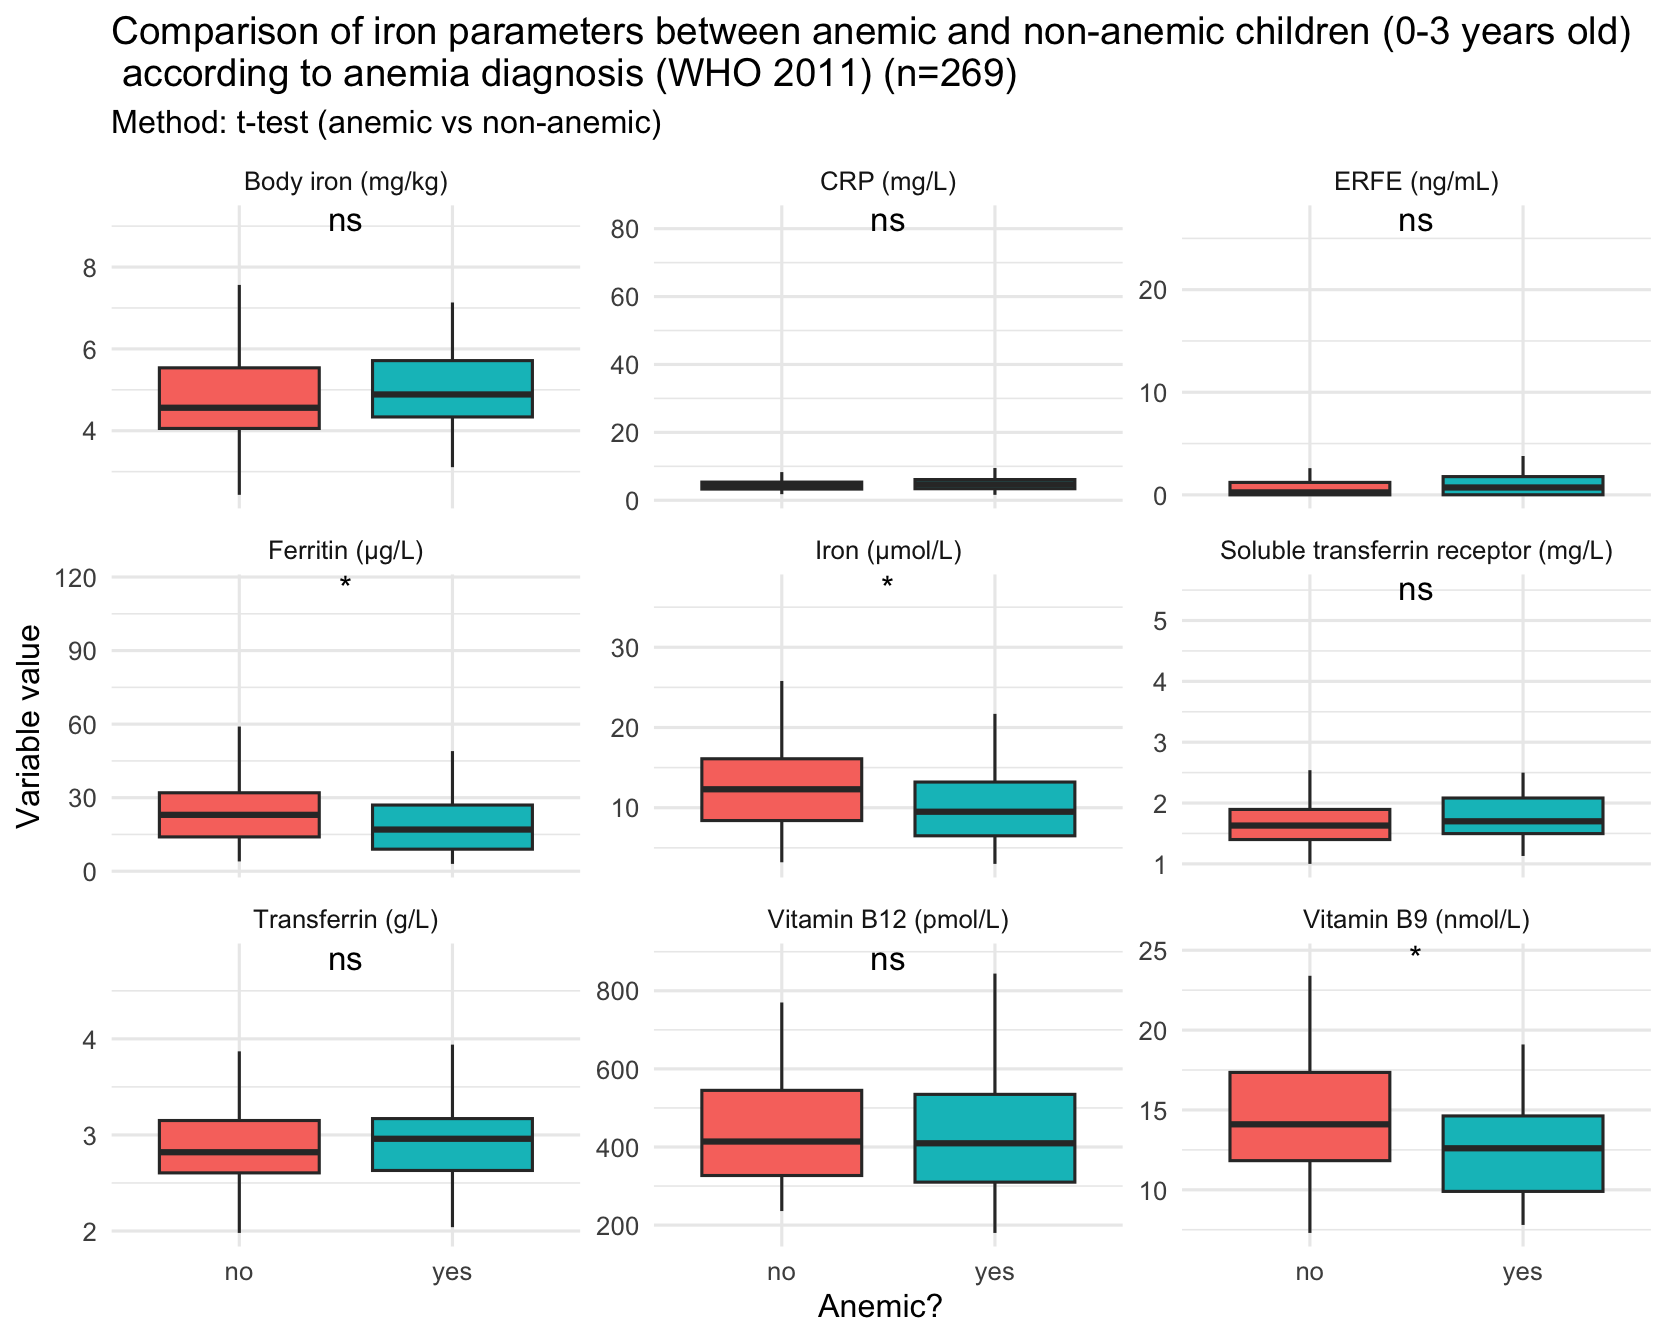 Comparison of iron parameters between anemic and non-anemic children (0-3 years old)
according to anemia diagnosis (WHO 2011) (n=269)
Method: t-test (anemic vs non-anemic)
Variable value
Body iron (mg/kg)
ns
8
6
4
CRP (mg/L)
ns
80
60
40
20
0
ERFE (ng/mL)
ns
20
10
0
Ferritin (µg/L)
*
120
90
60
30
0
Iron (µmol/L)
*
30
20
10
Soluble transferrin receptor (mg/L)
ns
5
4
3
2
1
Transferrin (g/L)
ns
4
3
2
no yes
Vitamin B12 (pmol/L)
ns
800
600
400
200
no yes
Vitamin B9 (nmol/L)
*
25
20
15
10
no yes
Anemic?